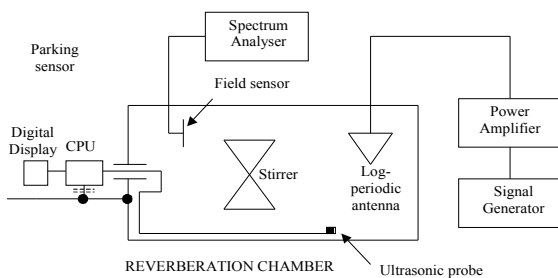 Spectrum
Analyser
Parking
sensor
Field sensor
Digital
Display
CPU
Stirrer
Log-
periodic
antenna
Power
Amplifier
Signal
Generator
REVERBERATION CHAMBER
Ultrasonic probe